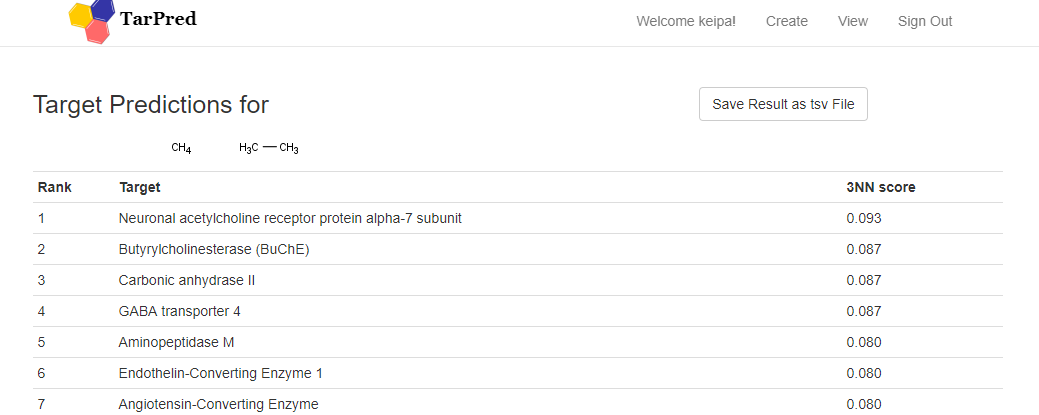 TarPred
Welcome keipa! Create View Sign Out
Target Predictions for
Save Result as tsv File
CH4 H3C — CH3
Rank Target 3NN score
1 Neuronal acetylcholine receptor protein alpha-7 subunit 0.093
2 Butyrylcholinesterase (BuChE) 0.087
3 Carbonic anhydrase II 0.087
4 GABA transporter 4 0.087
5 Aminopeptidase M 0.080
6 Endothelin-Converting Enzyme 1 0.080
7 Angiotensin-Converting Enzyme 0.080